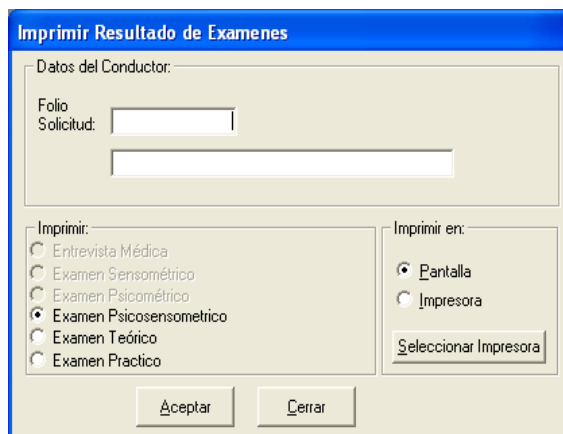 Imprimir Resultado de Examenes
Datos del Conductor:
Folio
Solicitud:
Imprimir:
Entrevista Médica
Examen Sensométrico
Examen Psicométrico
Examen Psicosensometrico
Examen Teórico
Examen Practico
Imprimir en:
Pantalla
Impresora
Seleccionar Impresora
Aceptar
Cerrar